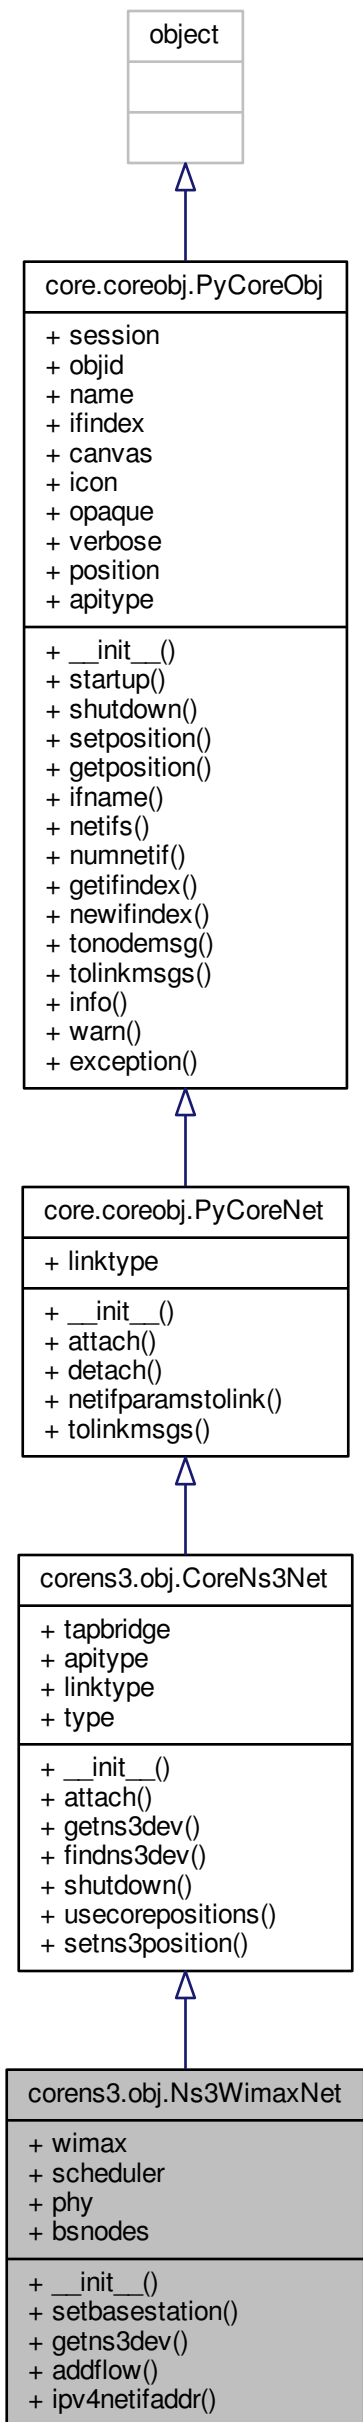 object
core.coreobj.PyCoreObj
+ session
+ objid
+ name
+ ifindex
+ canvas
+ icon
+ opaque
+ verbose
+ position
+ apitype
+ __init__()
+ startup()
+ shutdown()
+ setposition()
+ getposition()
+ ifname()
+ netifs()
+ numnetif()
+ getifindex()
+ newifindex()
+ tonodemsg()
+ tolinkmsgs()
+ info()
+ warn()
+ exception()
core.coreobj.PyCoreNet
+ linktype
+ __init__()
+ attach()
+ detach()
+ netifparamstolink()
+ tolinkmsgs()
corens3.obj.CoreNs3Net
+ tapbridge
+ apitype
+ linktype
+ type
+ __init__()
+ attach()
+ getns3dev()
+ findns3dev()
+ shutdown()
+ usecorepositions()
+ setns3position()
corens3.obj.Ns3WimaxNet
+ wimax
+ scheduler
+ phy
+ bsnodes
+ __init__()
+ setbasestation()
+ getns3dev()
+ addflow()
+ ipv4netifaddr()